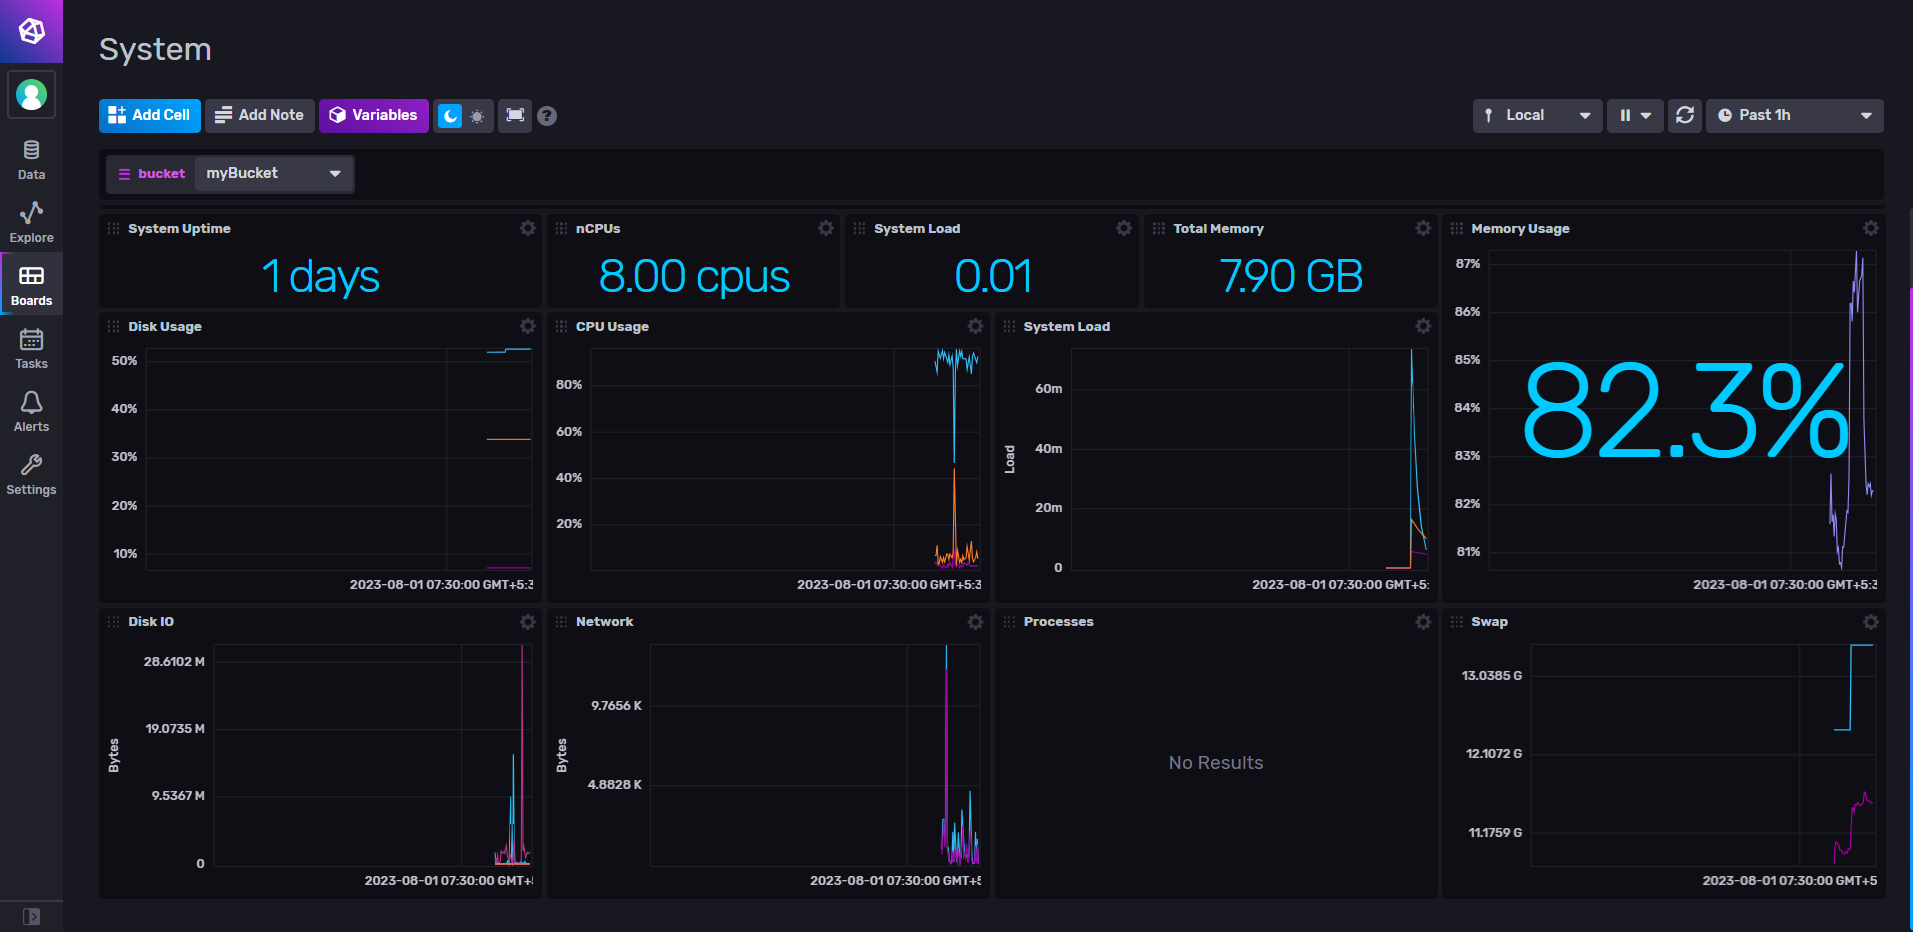 System
Add Cell
Add Note
Variables
?
Local
Past 1h
Data
Explore
Boards
Tasks
Alerts
Settings
bucket
myBucket
System Uptime
1 days
nCPUs
8.00 cpus
System Load
0.01
Total Memory
7.90 GB
Memory Usage
87%
86%
85%
84%
83%
82%
81%
82.3%
2023-08-01 07:30:00 GMT+5:3
Disk Usage
50%
40%
30%
20%
10%
2023-08-01 07:30:00 GMT+5:3
CPU Usage
80%
60%
40%
20%
2023-08-01 07:30:00 GMT+5:3
System Load
Load
60m
40m
20m
0
2023-08-01 07:30:00 GMT+5:
Disk IO
Bytes
28.6102 M
19.0735 M
9.5367 M
0
2023-08-01 07:30:00 GMT+
Network
Bytes
9.7656 K
4.8828 K
2023-08-01 07:30:00 GMT+5
Processes
No Results
Swap
13.0385 G
12.1072 G
11.1759 G
2023-08-01 07:30:00 GMT+5